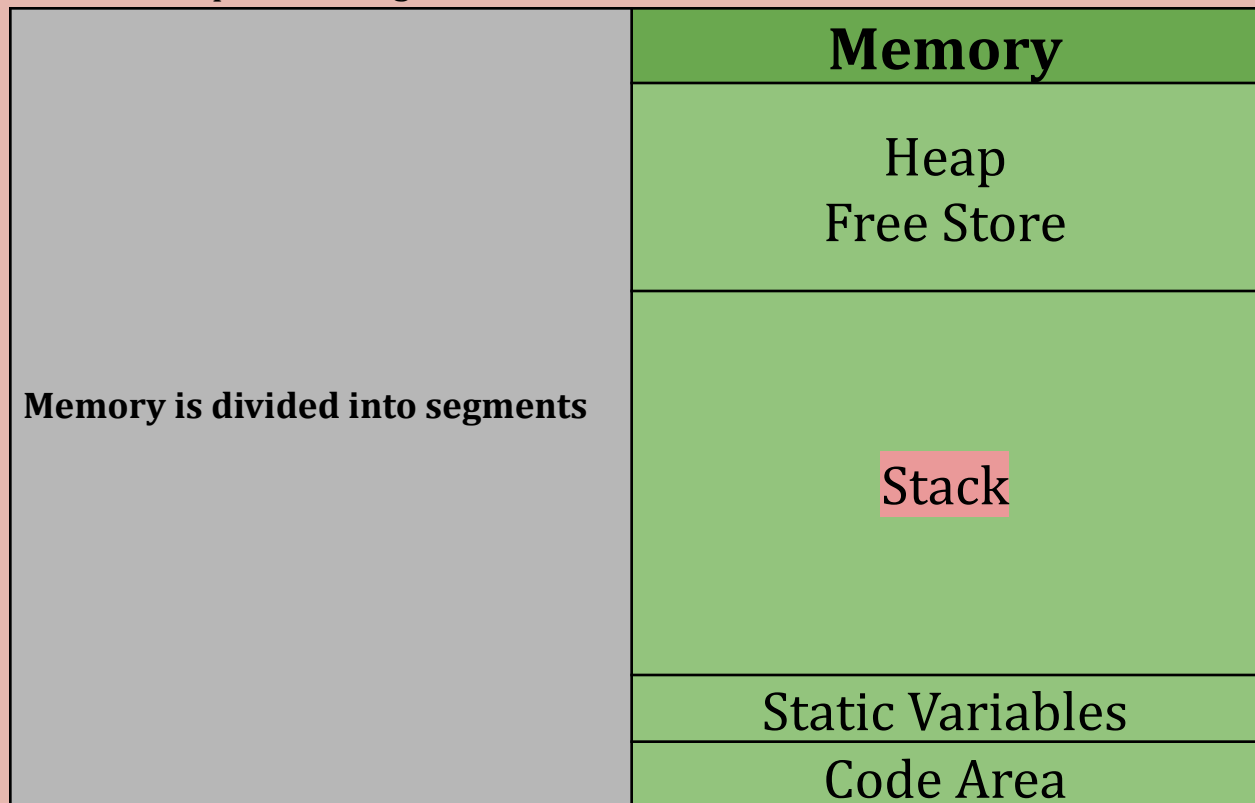 Memory is divided into segments
Memory
Heap
Free Store
Stack
Static Variables
Code Area